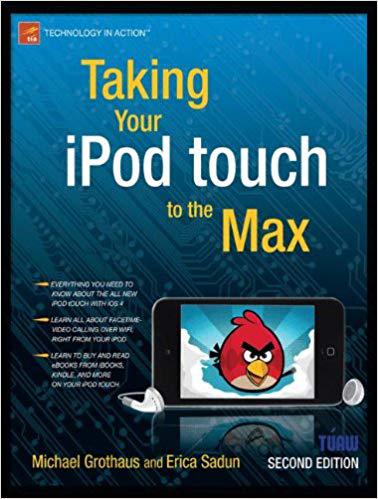 tia
TECHNOLOGY IN ACTION™
Taking
Your
iPod touch
to the
Max
EVERYTHING YOU NEED TO
KNOW ABOUT THE ALL NEW
IPOD TOUCH WITH IOS 4
LEARN ALL ABOUT FACETIME-
VIDEO CALLING OVER WIFI,
RIGHT FROM YOUR IPOD
LEARN TO BUY AND READ
EBOOKS FROM IBOOKS,
KINDLE, AND MORE
ON YOUR IPOD TOUCH
TUAW
Michael Grothaus and Erica Sadun
SECOND EDITION